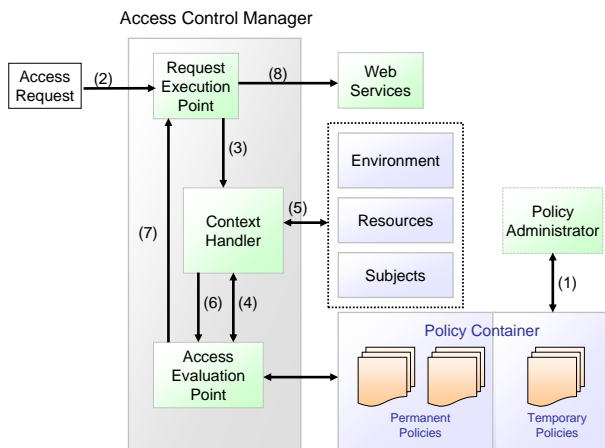 Access Control Manager
Access
Request
(2)
Request
Execution
Point
(8)
Web
Services
(3)
Environment
(7)
Context
Handler
(5)
Resources
Policy
Administrator
Subjects
(6)
(4)
(1)
Access
Evaluation
Point
Policy Container
Permanent
Policies
Temporary
Policies